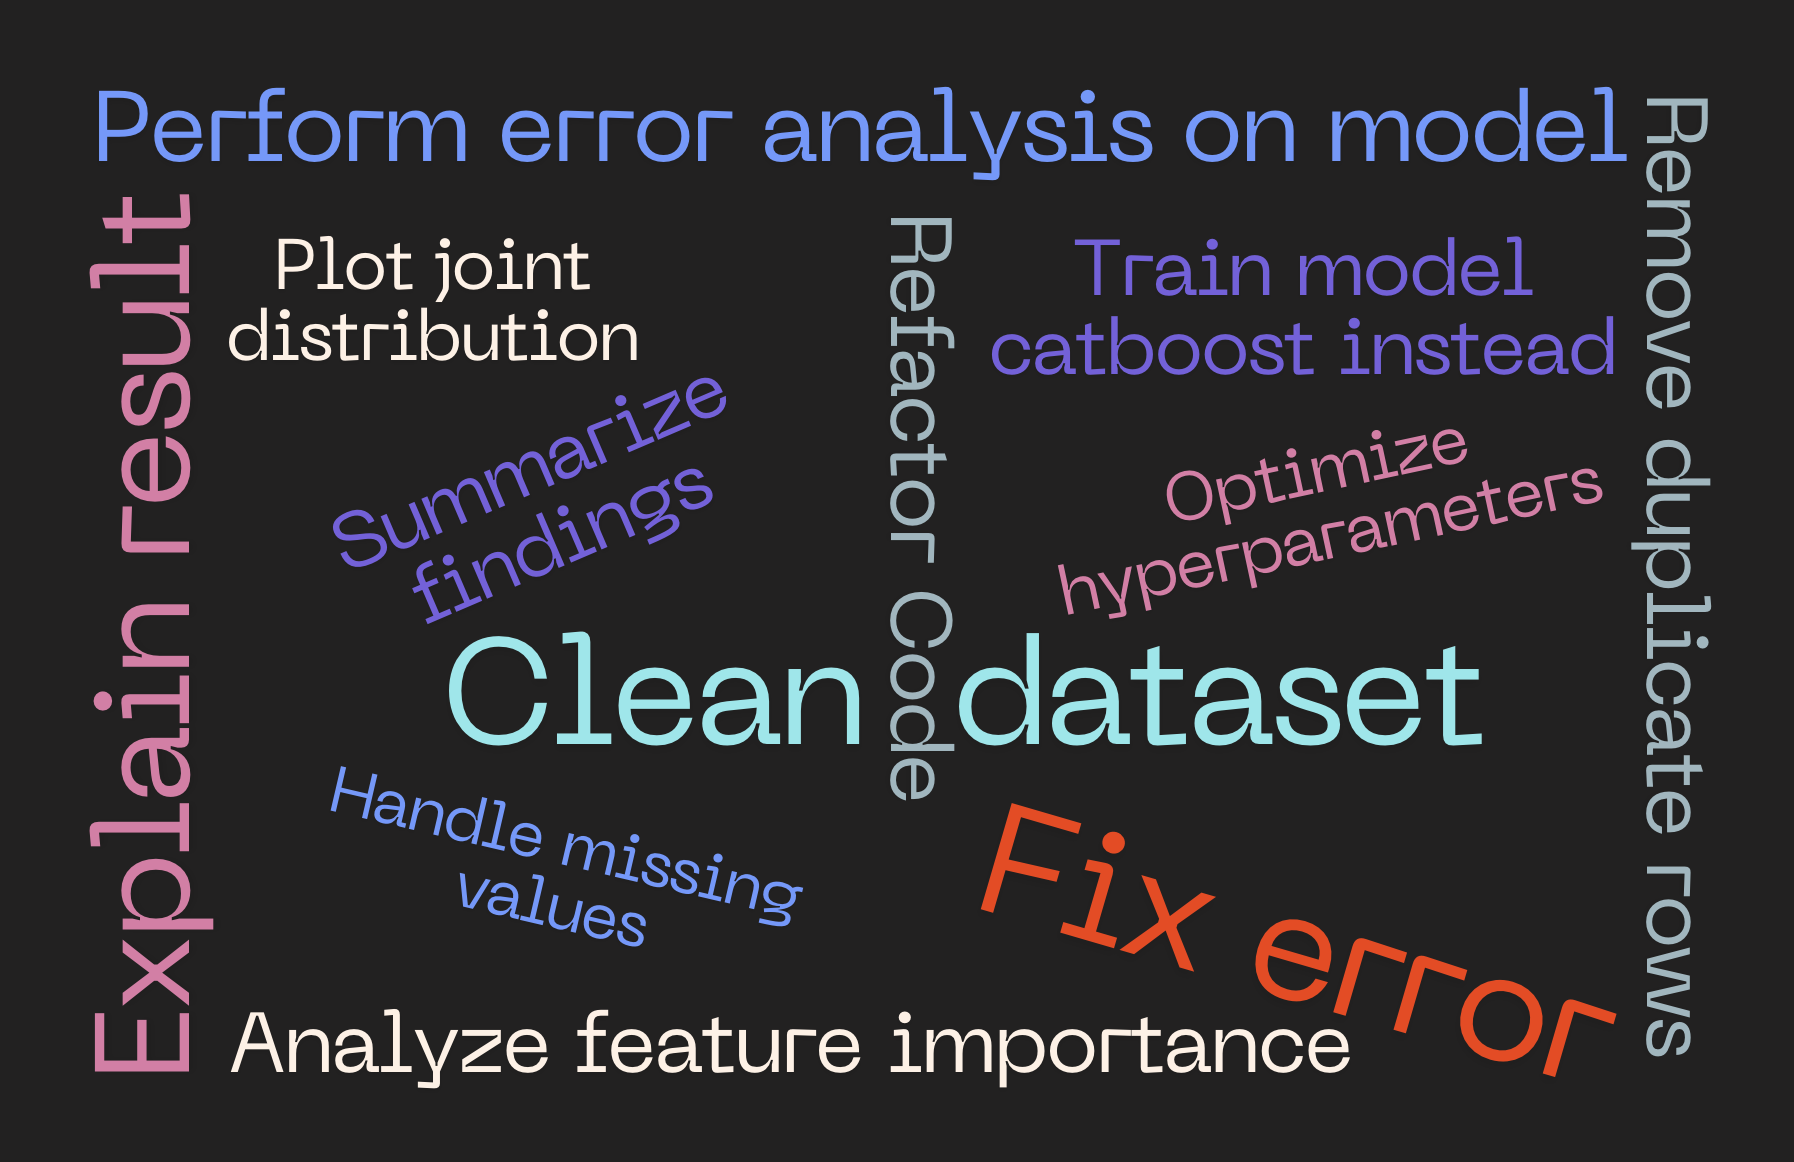 Perform error analysis on model
Explain result
Plot joint
distribution
Refactor Code
Train model
catboost instead
Remove duplicate rows
Summarize
findings
Optimize
hyperparameters
Clean dataset
Handle missing
values
Fix error
Analyze feature importance